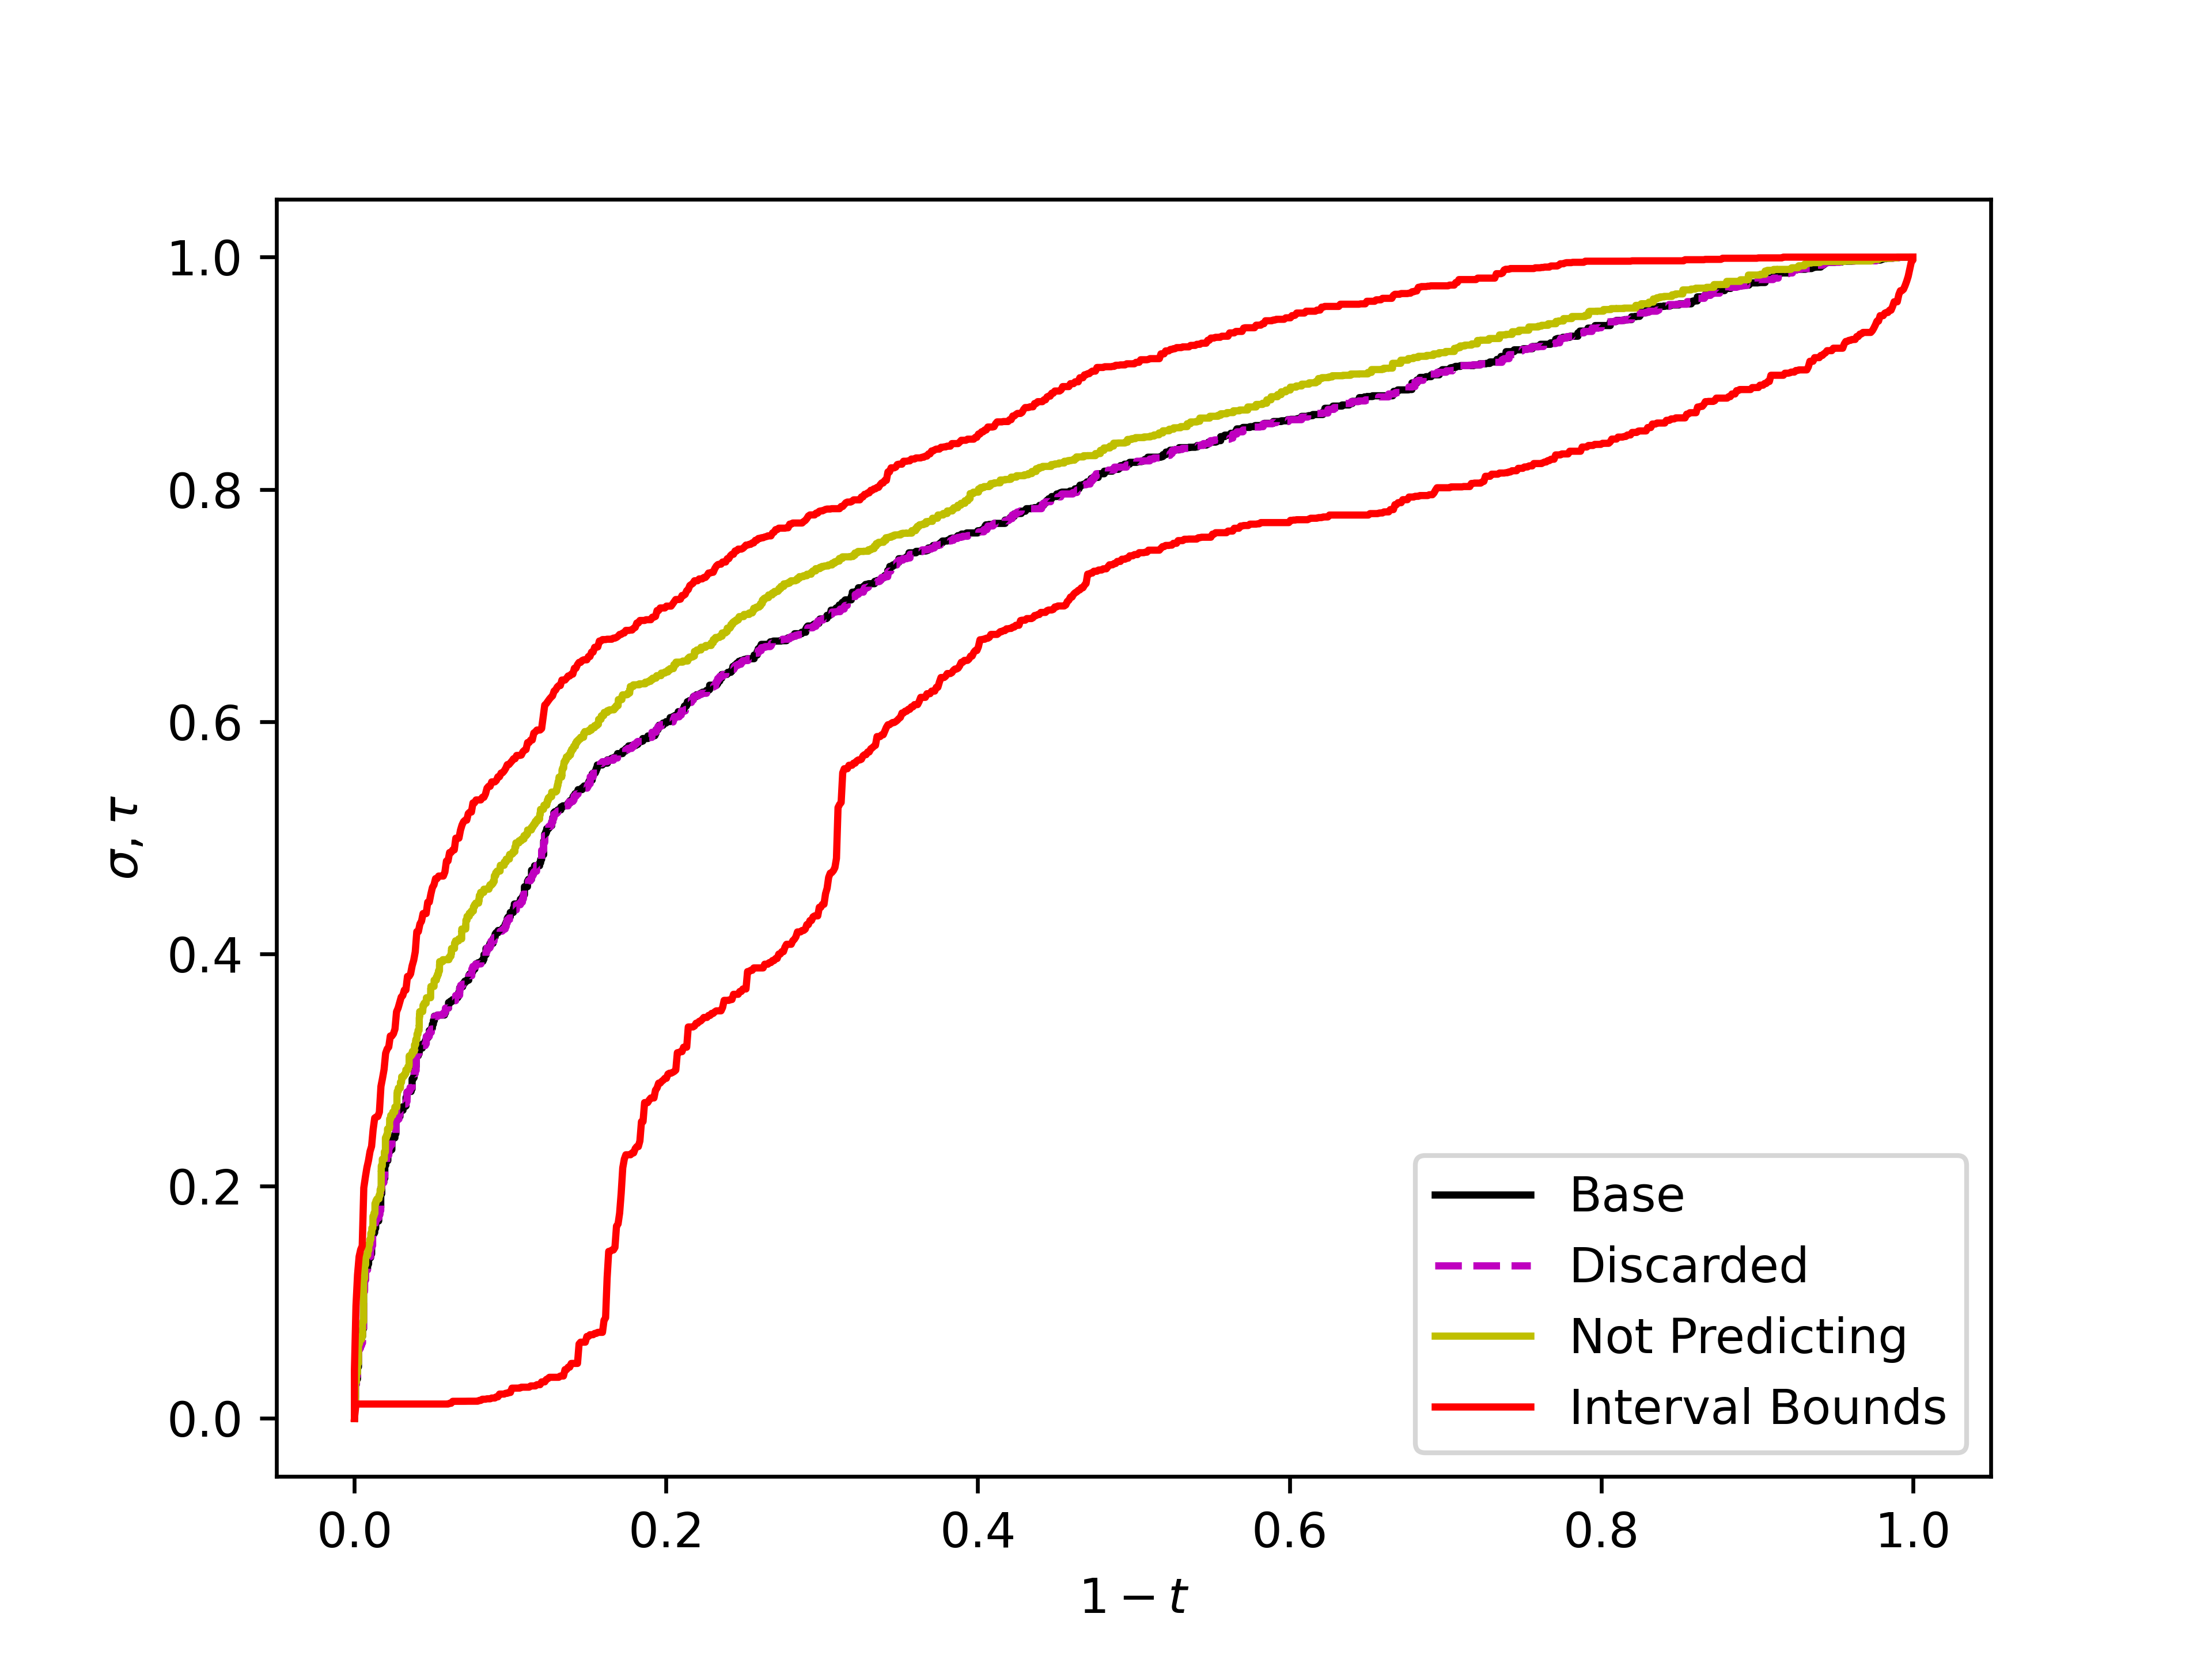 1.0
0.8
0.6
0.4
0.2
0.0
σ, τ
0.0 0.2 0.4 0.6 0.8 1.0
1 − t
Base
Discarded
Not Predicting
Interval Bounds